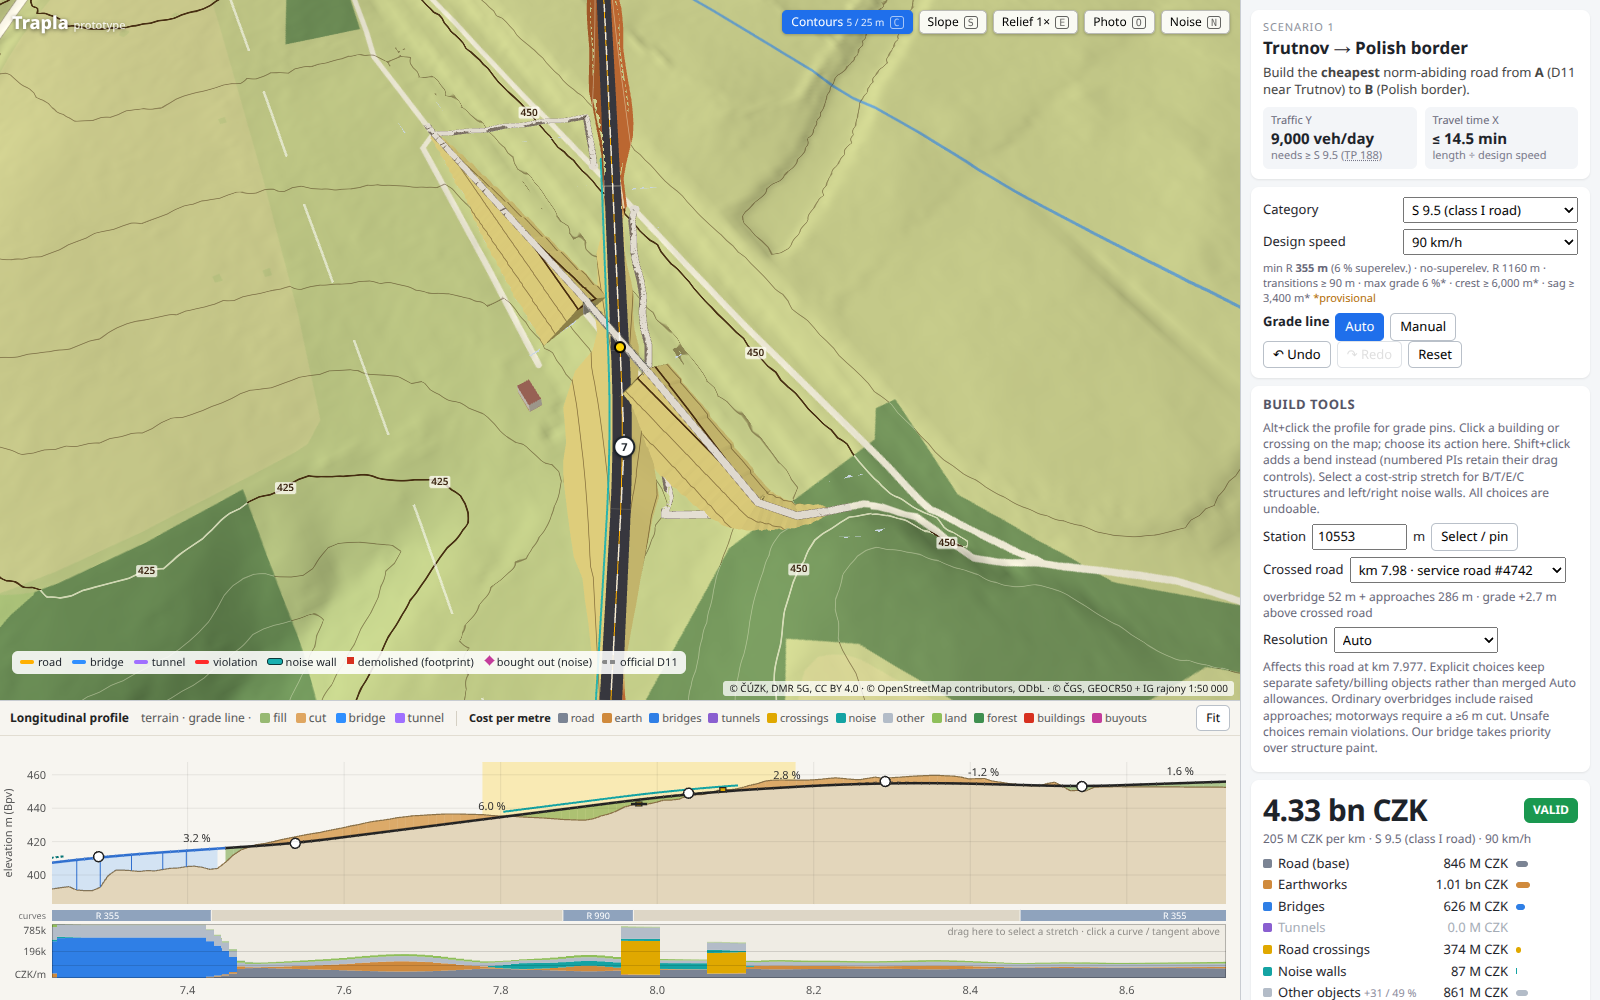 Trapla prototype
Contours 5 / 25 m C
Slope S
Relief 1× E
Photo O
Noise N
450
450
425
425
425
450
450
7
road
bridge
tunnel
violation
noise wall
demolished (footprint)
bought out (noise)
official D11
© ČÚZK, DMR 5G, CC BY 4.0 · © OpenStreetMap contributors, ODbL · © ČGS, GEOCR50 + IG rajony 1:50 000
Longitudinal profile
terrain · grade line ·
fill
cut
bridge
tunnel
Cost per metre
road
earth
bridges
tunnels
crossings
noise
other
land
forest
buildings
buyouts
Fit
elevation m (Bpv)
460
440
420
400
3.2 %
6.0 %
2.8 %
-1.2 %
1.6 %
curves
R 355
R 990
R 355
785k
196k
CZK/m
drag here to select a stretch · click a curve / tangent above
7.4
7.6
7.8
8.0
8.2
8.4
8.6
SCENARIO 1
Trutnov → Polish border
Build the cheapest norm-abiding road from A (D11
near Trutnov) to B (Polish border).
Traffic Y
9,000 veh/day
needs ≥ S 9.5 (TP 188)
Travel time X
≤ 14.5 min
length ÷ design speed
Category
S 9.5 (class I road)
Design speed
90 km/h
min R 355 m (6 % superelev.) · no-superelev. R 1160 m ·
transitions ≥ 90 m · max grade 6 %* · crest ≥ 6,000 m* · sag ≥
3,400 m* *provisional
Grade line
Auto
Manual
↶ Undo
↷ Redo
Reset
BUILD TOOLS
Alt+click the profile for grade pins. Click a building or
crossing on the map; choose its action here. Shift+click
adds a bend instead (numbered PIs retain their drag
controls). Select a cost-strip stretch for B/T/E/C
structures and left/right noise walls. All choices are
undoable.
Station 10553 m Select / pin
Crossed road km 7.98 · service road #4742
overbridge 52 m + approaches 286 m · grade +2.7 m
above crossed road
Resolution Auto
Affects this road at km 7.977. Explicit choices keep
separate safety/billing objects rather than merged Auto
allowances. Ordinary overbridges include raised
approaches; motorways require a ≥6 m cut. Unsafe
choices remain violations. Our bridge takes priority
over structure paint.
4.33 bn CZK
VALID
205 M CZK per km · S 9.5 (class I road) · 90 km/h
Road (base) 846 M CZK
Earthworks 1.01 bn CZK
Bridges 626 M CZK
Tunnels 0.0 M CZK
Road crossings 374 M CZK
Noise walls 87 M CZK
Other objects +31 / 49 % 861 M CZK